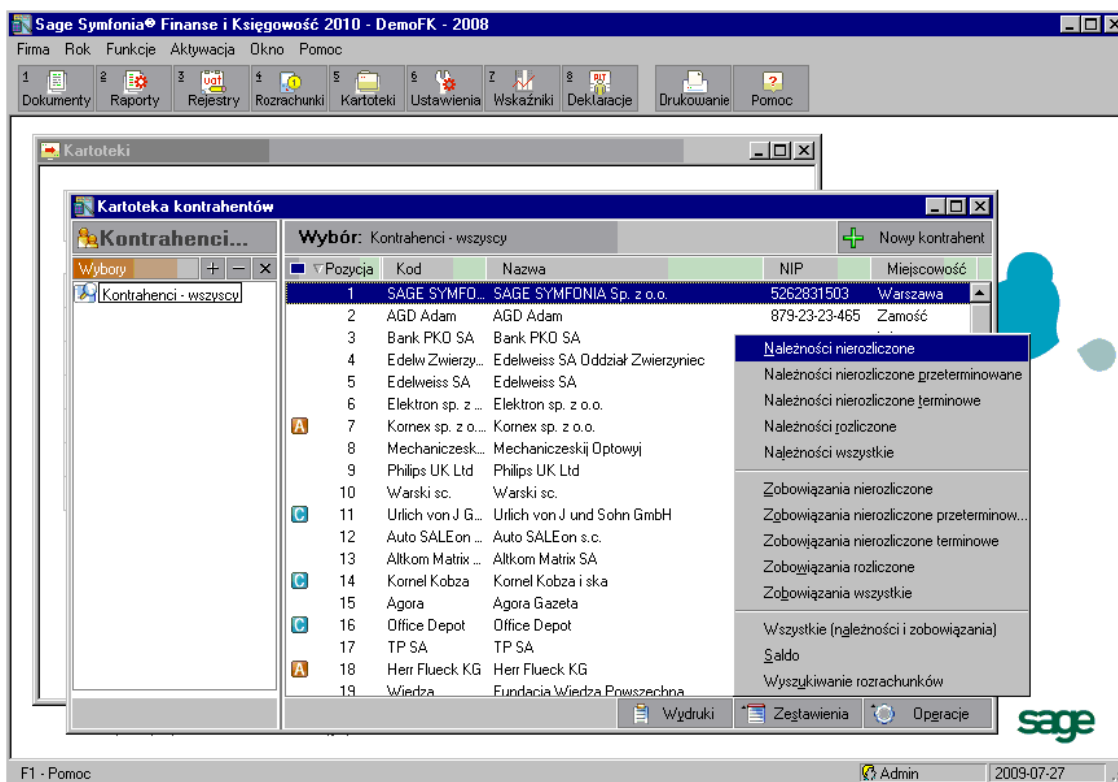 Sage Symfonia® Finanse i Księgowość 2010 - DemoFK - 2008
Firma Rok Funkcje Aktywacja Okno Pomoc
1 Dokumenty 2 Raporty 3 Rejestry 4 Rozrachunki 5 Kartoteki 6 Ustawienia 7 Wskaźniki 8 Deklaracje Drukowanie Pomoc
Kartoteki
Kartoteka kontrahentów
Kontrahenci... Wybór: Kontrahenci - wszyscy Nowy kontrahent
Wybory Pozycja Kod Nazwa NIP Miejscowość
Kontrahenci - wszyscy
1 SAGE SYMFO... SAGE SYMFONIA Sp. z o.o. 5262831503 Warszawa
2 AGD Adam AGD Adam 879-23-23-465 Zamość
3 Bank PKO SA Bank PKO SA
4 Edelw Zwierzy... Edelweiss SA Oddział Zwierzyniec
5 Edelweiss SA Edelweiss SA
6 Elektron sp. z ... Elektron sp. z o.o.
A 7 Kornex sp. z o.... Kornex sp. z o.o.
8 Mechaniczesk... Mechaniczeskij Optowyj
9 Philips UK Ltd Philips UK Ltd
10 Warski sc. Warski sc.
C 11 Urlich von J G... Urlich von J und Sohn GmbH
12 Auto SALEon ... Auto SALEon s.c.
13 Altkom Matrix ... Altkom Matrix SA
C 14 Kornel Kobza Kornel Kobza i ska
15 Agora Agora Gazeta
C 16 Office Depot Office Depot
17 TP SA TP SA
A 18 Herr Flueck KG Herr Flueck KG
19 Wiedza Fundacja Wiedza Powszechna
Należności nierozliczone
Należności nierozliczone przeterminowane
Należności nierozliczone terminowe
Należności rozliczone
Należności wszystkie
Zobowiązania nierozliczone
Zobowiązania nierozliczone przeterminow...
Zobowiązania nierozliczone terminowe
Zobowiązania rozliczone
Zobowiązania wszystkie
Wszystkie (należności i zobowiązania)
Saldo
Wyszukiwanie rozrachunków
Wydruki Zestawienia Operacje
sage
F1 - Pomoc Admin 2009-07-27